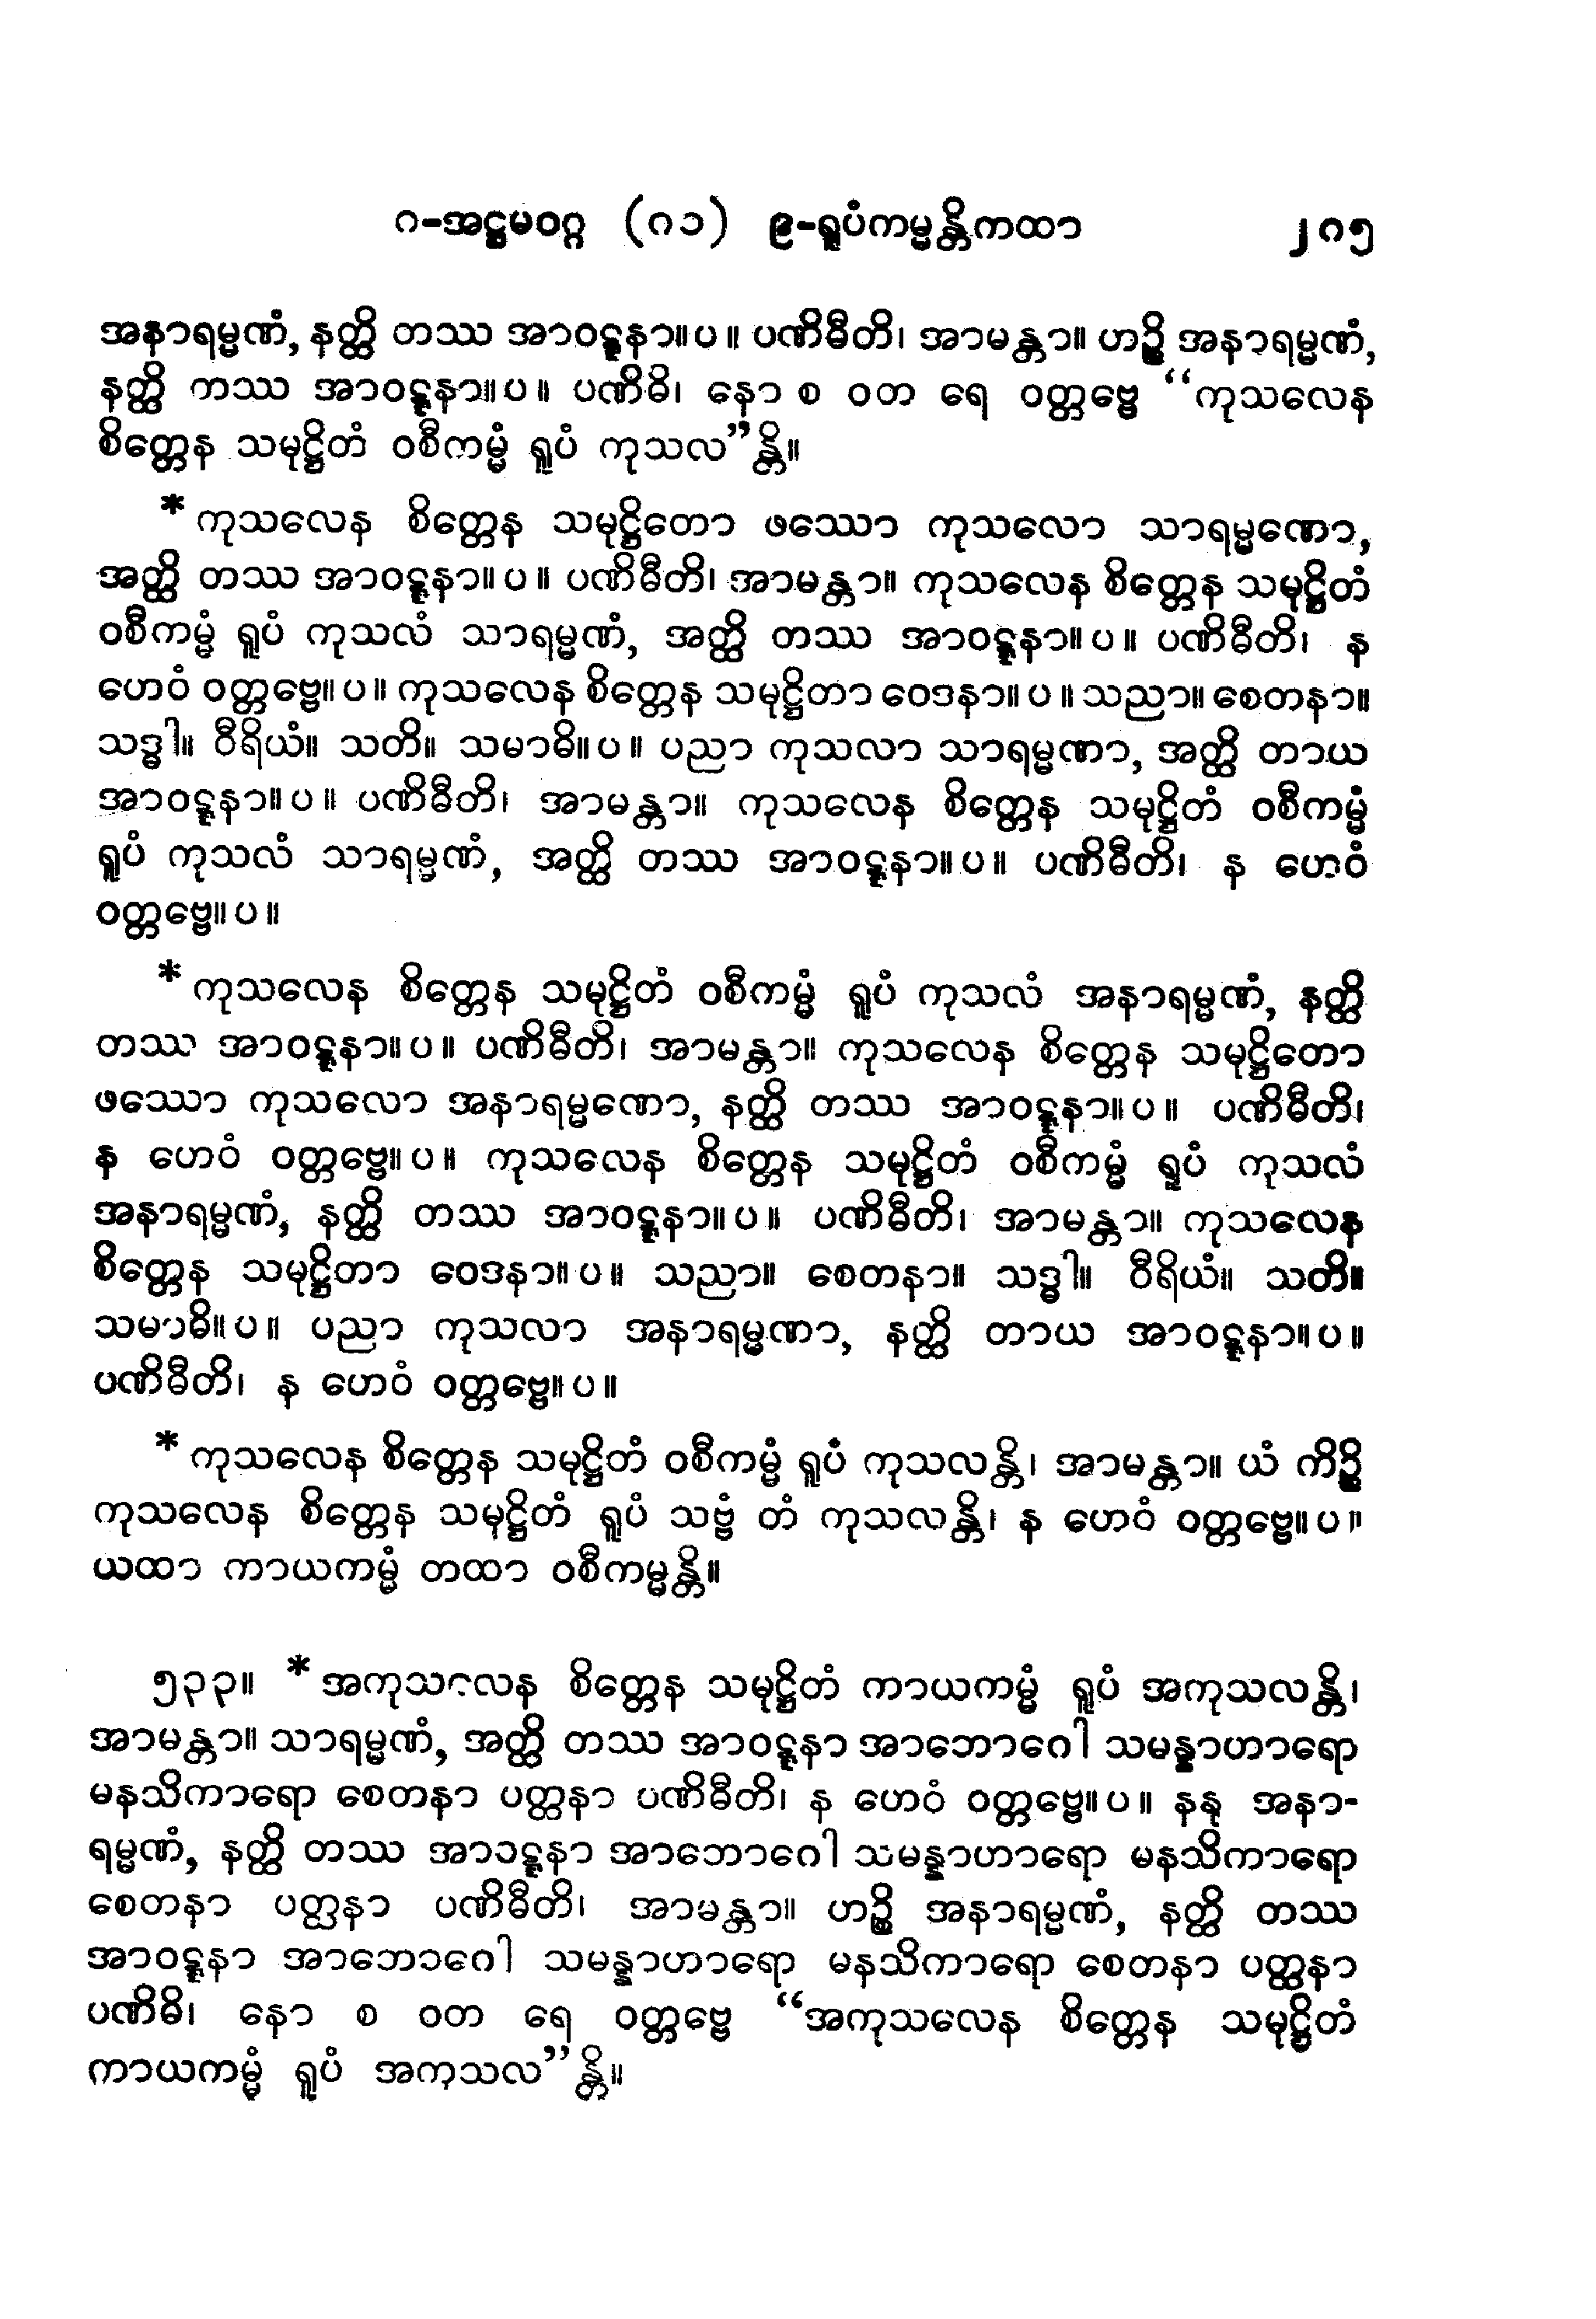 ၈-အဋ္ဌမဝဂ္ဂ (၈၁) ၉-ရူပံကမ္မန္တိကထာ ၂၈၅
အနာရမ္မဏံ, နတ္ထိ တဿ အာဝဋ္ဋနာ။ပ။ ပဏိဓီတိ၊ အာမန္တာ။ ဟဉ္စိ အနာရမ္မဏံ,
နတ္ထိ ကဿ အာဝဋ္ဋနာ။ပ။ ပဏိဓိ၊ နော စ ဝတ ရေ ဝတ္တဗ္ဗေ “ကုသလေန
စိတ္တေန သမုဋ္ဌိတံ ဝစီကမ္မံ ရူပံ ကုသလ”န္တိ။
* ကုသလေန စိတ္တေန သမုဋ္ဌိတော ဖဿော ကုသလော သာရမ္မဏော,
အတ္ထိ တဿ အာဝဋ္ဋနာ။ပ။ ပဏိဓီတိ၊ အာမန္တာ။ ကုသလေန စိတ္တေန သမုဋ္ဌိတံ
ဝစီကမ္မံ ရူပံ ကုသလံ သာရမ္မဏံ, အတ္ထိ တဿ အာဝဋ္ဋနာ။ပ။ ပဏိဓီတိ၊ န
ဟေဝံ ဝတ္တဗ္ဗေ။ပ။ ကုသလေန စိတ္တေန သမုဋ္ဌိတာ ဝေဒနာ။ပ။ သညာ။ စေတနာ။
သဒ္ဓါ။ ဝီရိယံ။ သတိ။ သမာဓိ။ပ။ ပညာ ကုသလာ သာရမ္မဏာ, အတ္ထိ တာယ
အာဝဋ္ဋနာ။ပ။ ပဏိဓီတိ၊ အာမန္တာ။ ကုသလေန စိတ္တေန သမုဋ္ဌိတံ ဝစီကမ္မံ
ရူပံ ကုသလံ သာရမ္မဏံ, အတ္ထိ တဿ အာဝဋ္ဋနာ။ပ။ ပဏိဓီတိ၊ န ဟေဝံ
ဝတ္တဗ္ဗေ။ပ။
* ကုသလေန စိတ္တေန သမုဋ္ဌိတံ ဝစီကမ္မံ ရူပံ ကုသလံ အနာရမ္မဏံ, နတ္ထိ
တဿ အာဝဋ္ဋနာ။ပ။ ပဏိဓီတိ၊ အာမန္တာ။ ကုသလေန စိတ္တေန သမုဋ္ဌိတော
ဖဿော ကုသလော အနာရမ္မဏော, နတ္ထိ တဿ အာဝဋ္ဋနာ။ပ။ ပဏိဓီတိ၊
န ဟေဝံ ဝတ္တဗ္ဗေ။ပ။ ကုသလေန စိတ္တေန သမုဋ္ဌိတံ ဝစီကမ္မံ ရူပံ ကုသလံ
အနာရမ္မဏံ, နတ္ထိ တဿ အာဝဋ္ဋနာ။ပ။ ပဏိဓီတိ၊ အာမန္တာ။ ကုသလေန
စိတ္တေန သမုဋ္ဌိတာ ဝေဒနာ။ပ။ သညာ။ စေတနာ။ သဒ္ဓါ။ ဝီရိယံ။ သတိ။
သမာဓိ။ပ။ ပညာ ကုသလာ အနာရမ္မဏာ, နတ္ထိ တာယ အာဝဋ္ဋနာ။ပ။
ပဏိဓီတိ၊ န ဟေဝံ ဝတ္တဗ္ဗေ။ပ။
* ကုသလေန စိတ္တေန သမုဋ္ဌိတံ ဝစီကမ္မံ ရူပံ ကုသလန္တိ၊ အာမန္တာ။ ယံ ကိဉ္စိ
ကုသလေန စိတ္တေန သမုဋ္ဌိတံ ရူပံ သဗ္ဗံ တံ ကုသလန္တိ၊ န ဟေဝံ ဝတ္တဗ္ဗေ။ပ။
ယထာ ကာယကမ္မံ တထာ ဝစီကမ္မန္တိ။
၅၃၃။ * အကုသလေန စိတ္တေန သမုဋ္ဌိတံ ကာယကမ္မံ ရူပံ အကုသလန္တိ၊
အာမန္တာ။ သာရမ္မဏံ, အတ္ထိ တဿ အာဝဋ္ဋနာ အာဘောဂေါ သမန္နာဟာရော
မနသိကာရော စေတနာ ပတ္ထနာ ပဏိဓီတိ၊ န ဟေဝံ ဝတ္တဗ္ဗေ။ပ။ နနု အနာ-
ရမ္မဏံ, နတ္ထိ တဿ အာဝဋ္ဋနာ အာဘောဂေါ သမန္နာဟာရော မနသိကာရော
စေတနာ ပတ္ထနာ ပဏိဓီတိ၊ အာမန္တာ။ ဟဉ္စိ အနာရမ္မဏံ, နတ္ထိ တဿ
အာဝဋ္ဋနာ အာဘောဂေါ သမန္နာဟာရော မနသိကာရော စေတနာ ပတ္ထနာ
ပဏိဓိ၊ နော စ ဝတ ရေ ဝတ္တဗ္ဗေ “အကုသလေန စိတ္တေန သမုဋ္ဌိတံ
ကာယကမ္မံ ရူပံ အကုသလ”န္တိ။